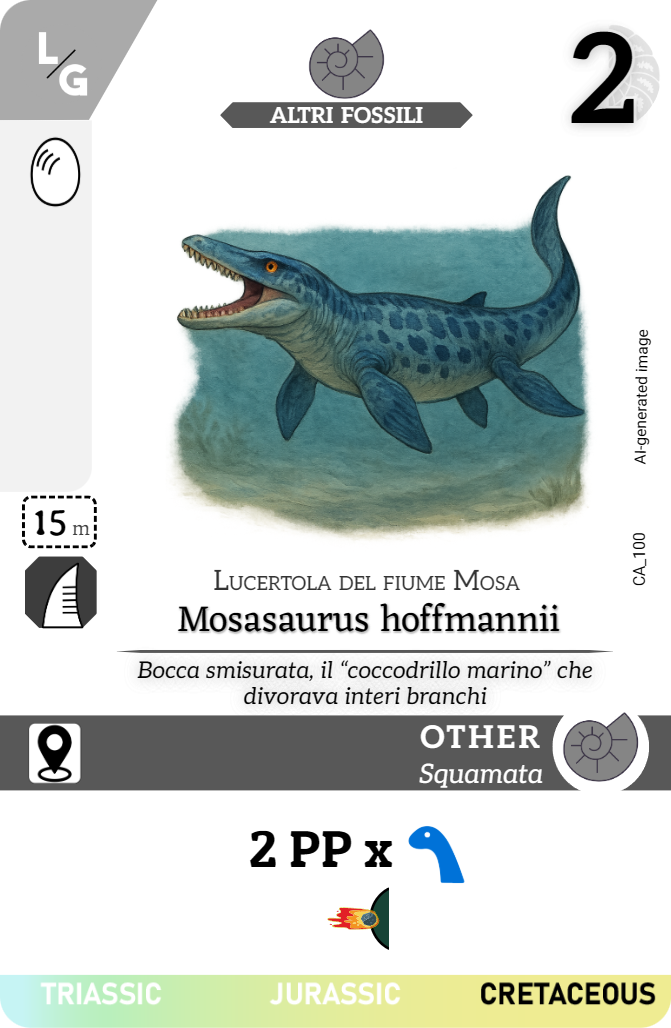 L/G
ALTRI FOSSILI
2
15 m
AI-generated image
CA_100
Lucertola del fiume Mosa
Mosasaurus hoffmannii
Bocca smisurata, il “coccodrillo marino” che
divorava interi branchi
OTHER
Squamata
2 PP x
TRIASSIC JURASSIC CRETACEOUS